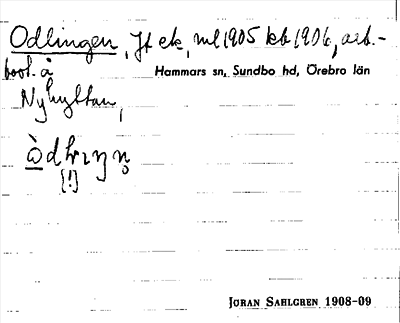 Odlingen, Jt ek, ml 1905 kb 1906, arb.-
bost. å Hammars sn, Sundbo hd, Örebro län
Nyhyttan,
[!]
JÖRAN SAHLGREN 1908-09